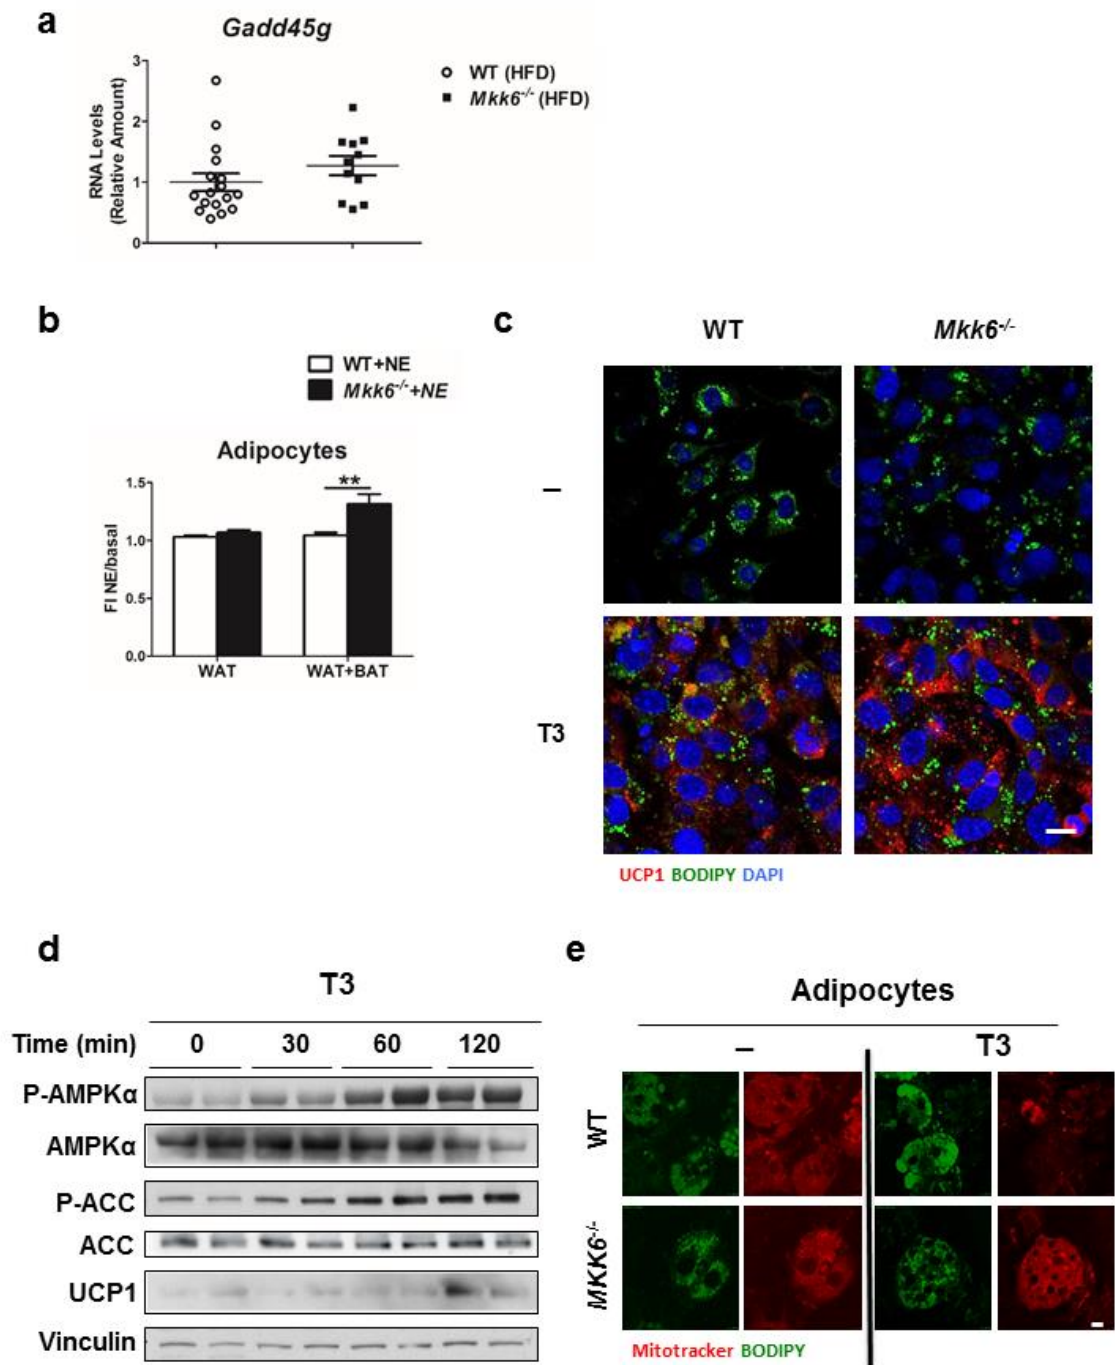 a
Gadd45g
RNA Levels
(Relative Amount)
3
2
1
0
WT (HFD)
Mkk6-/- (HFD)
b
WT+NE
Mkk6-/-+NE
Adipocytes
FI NE/basal
1.5
1.0
0.5
0.0
**
WAT
WAT+BAT
c
WT
Mkk6-/-
–
T3
UCP1 BODIPY DAPI
d
T3
Time (min) 0 30 60 120
P-AMPKα
AMPKα
P-ACC
ACC
UCP1
Vinculin
e
Adipocytes
– T3
WT
MKK6-/-
Mitotracker BODIPY